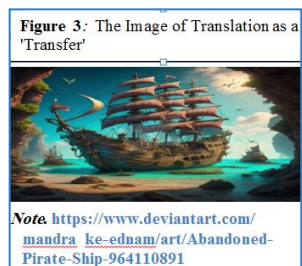 Figure 3: The Image of Translation as a
'Transfer'
Note. https://www.deviantart.com/
mandra_ke-ednam/art/Abandoned-
Pirate-Ship-964110891